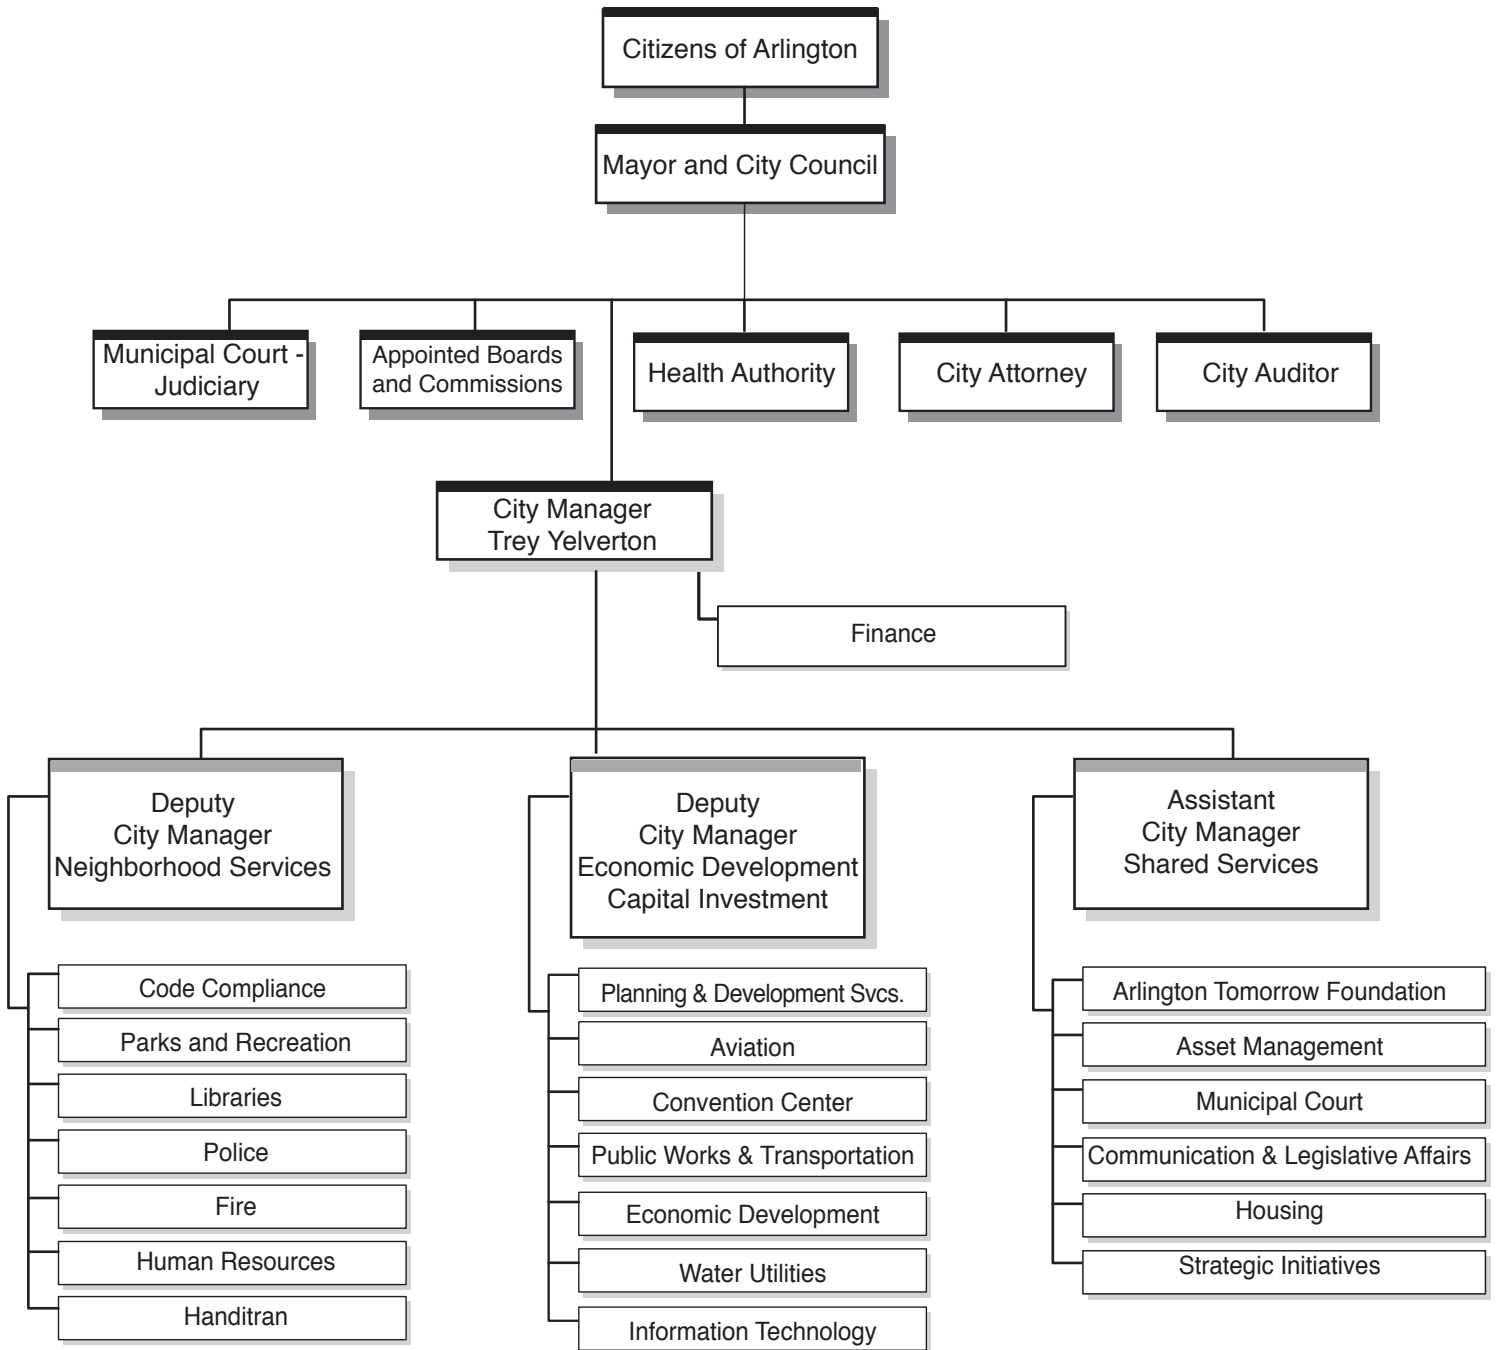 Citizens of Arlington
Mayor and City Council
Municipal Court -
Judiciary
Appointed Boards
and Commissions
Health Authority
City Attorney
City Auditor
City Manager
Trey Yelverton
Finance
Deputy
City Manager
Neighborhood Services
Code Compliance
Parks and Recreation
Libraries
Police
Fire
Human Resources
Handitran
Deputy
City Manager
Economic Development
Capital Investment
Planning & Development Svcs.
Aviation
Convention Center
Public Works & Transportation
Economic Development
Water Utilities
Information Technology
Assistant
City Manager
Shared Services
Arlington Tomorrow Foundation
Asset Management
Municipal Court
Communication & Legislative Affairs
Housing
Strategic Initiatives